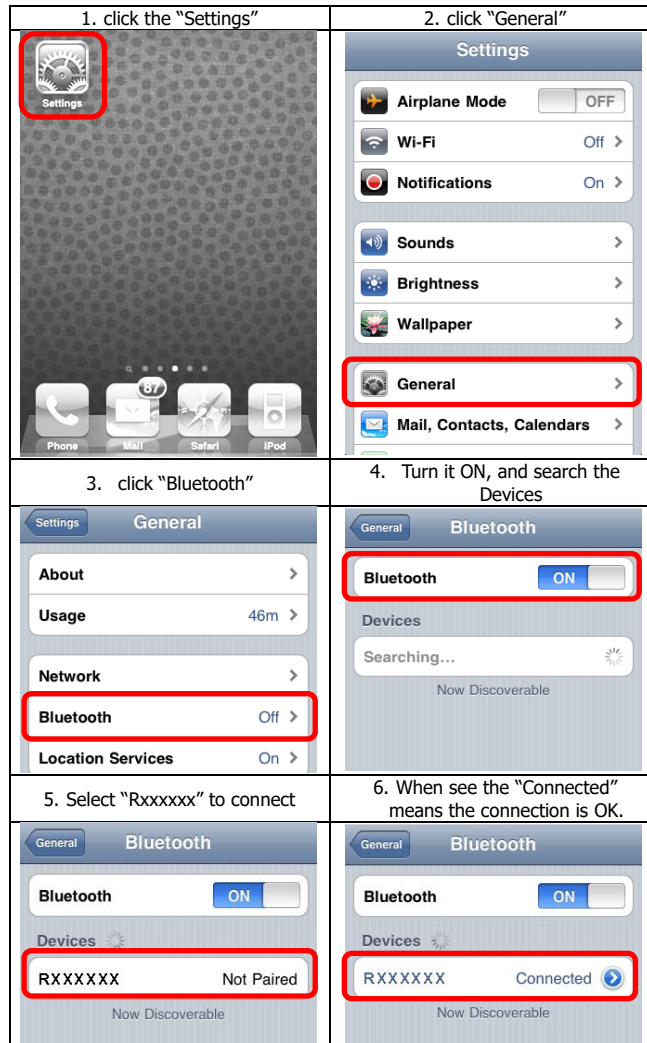 1. click the “Settings”
Settings
87
Phone
Mail
Safari
iPod
2. click “General”
Settings
Airplane Mode
OFF
Wi-Fi
Off
Notifications
On
Sounds
Brightness
Wallpaper
General
Mail, Contacts, Calendars
3. click “Bluetooth”
Settings
General
About
Usage
46m
Network
Bluetooth
Off
Location Services
On
4. Turn it ON, and search the
Devices
General
Bluetooth
Bluetooth
ON
Devices
Searching...
Now Discoverable
5. Select “Rxxxxxx” to connect
General
Bluetooth
Bluetooth
ON
Devices
RXXXXXX
Not Paired
Now Discoverable
6. When see the “Connected”
means the connection is OK.
General
Bluetooth
Bluetooth
ON
Devices
RXXXXXX
Connected
Now Discoverable